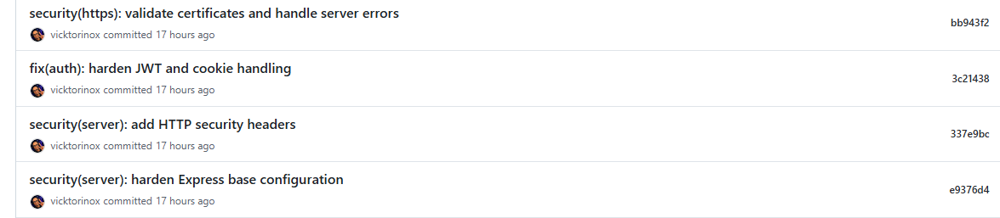 security(https): validate certificates and handle server errors
vicktorinox committed 17 hours ago
bb943f2
fix(auth): harden JWT and cookie handling
vicktorinox committed 17 hours ago
3c21438
security(server): add HTTP security headers
vicktorinox committed 17 hours ago
337e9bc
security(server): harden Express base configuration
vicktorinox committed 17 hours ago
e9376d4